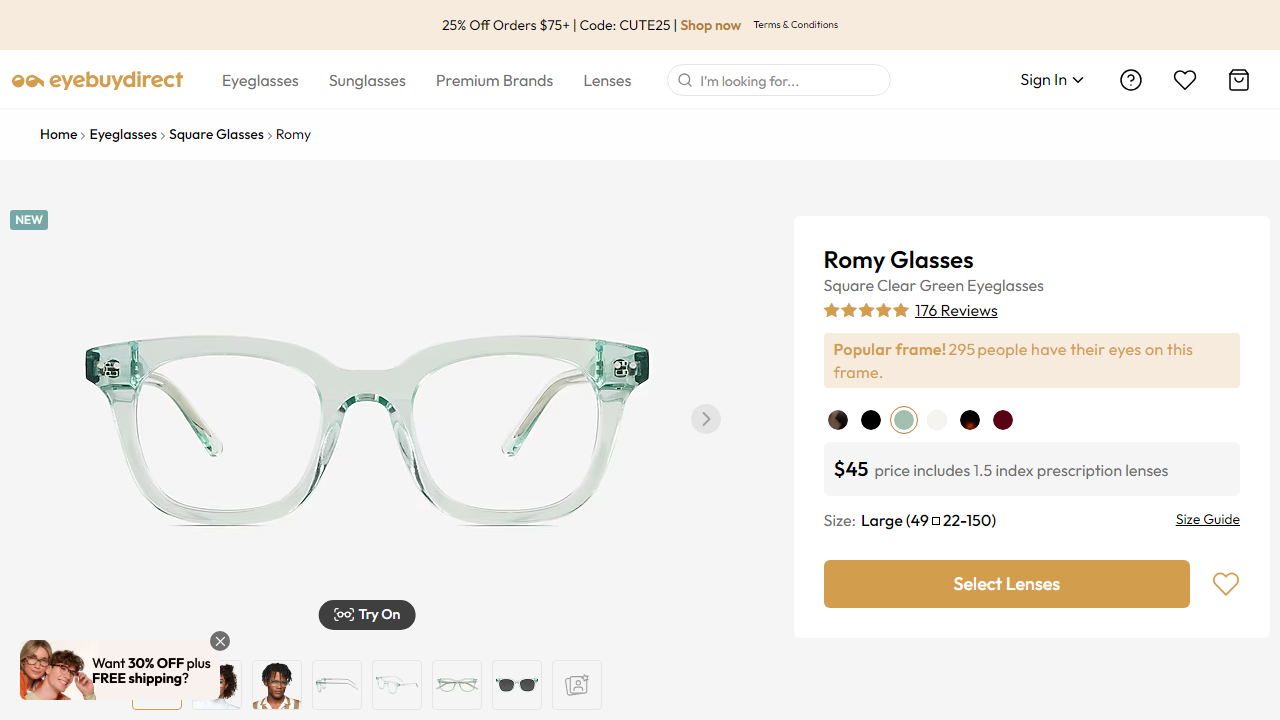 25% Off Orders $75+ | Code: CUTE25 | Shop now Terms & Conditions
eyebuydirect Eyeglasses Sunglasses Premium Brands Lenses I'm looking for... Sign In
Home > Eyeglasses > Square Glasses > Romy
NEW
Romy Glasses
Square Clear Green Eyeglasses
176 Reviews
Popular frame! 295 people have their eyes on this
frame.
$45 price includes 1.5 index prescription lenses
Size: Large (49□22-150) Size Guide
Select Lenses
Try On
Want 30% OFF plus
FREE shipping?